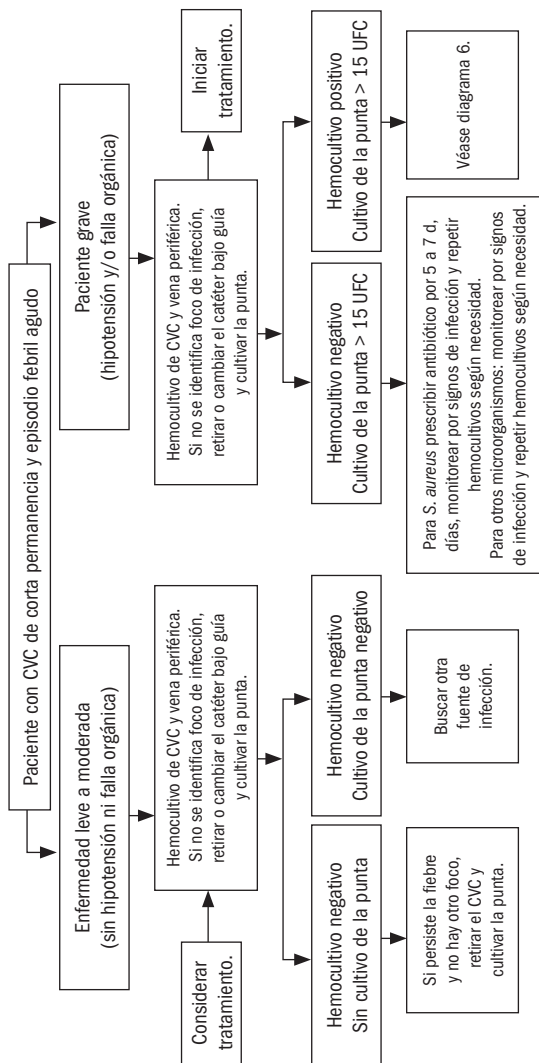 Paciente con CVC de corta permanencia y episodio febril agudo
Enfermedad leve a moderada
(sin hipotensión ni falla orgánica)
Paciente grave
(hipotensión y/ o falla orgánica)
Considerar
tratamiento.
Hemocultivo de CVC y vena periférica.
Si no se identifica foco de infección,
retirar o cambiar el catéter bajo guía
y cultivar la punta.
Hemocultivo de CVC y vena periférica.
Si no se identifica foco de infección,
retirar o cambiar el catéter bajo guía
y cultivar la punta.
Iniciar
tratamiento.
Hemocultivo negativo
Sin cultivo de la punta
Hemocultivo negativo
Cultivo de la punta negativo
Hemocultivo negativo
Cultivo de la punta > 15 UFC
Hemocultivo positivo
Cultivo de la punta > 15 UFC
Si persiste la fiebre
y no hay otro foco,
retirar el CVC y
cultivar la punta.
Buscar otra
fuente de
infección.
Para S. aureus prescribir antibiótico por 5 a 7 d,
días, monitorear por signos de infección y repetir
hemocultivos según necesidad.
Para otros microorganismos: monitorear por signos
de infección y repetir hemocultivos según necesidad.
Véase diagrama 6.